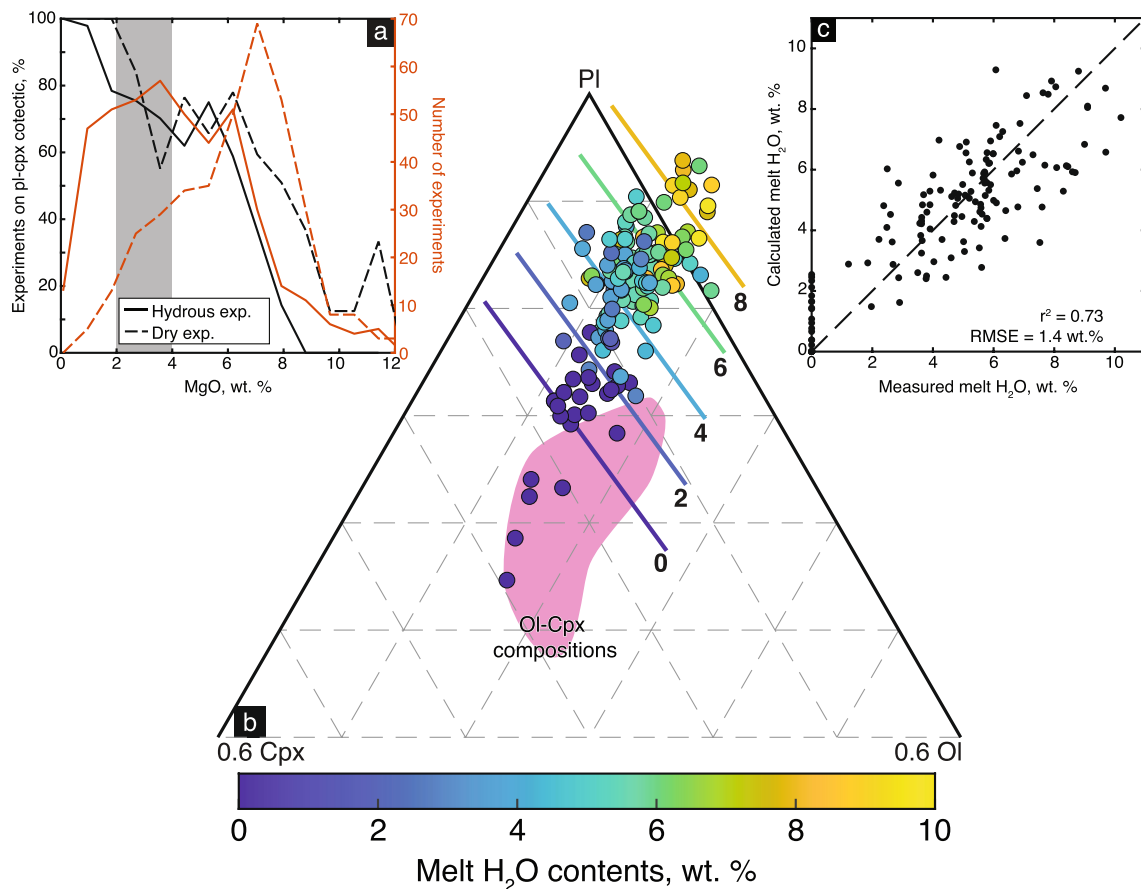 a
Experiments on pl-cpx cotectic, %
100
80
60
40
20
0
Number of experiments
70
60
50
40
30
20
10
0
Hydrous exp.
Dry exp.
0 2 4 6 8 10 12
MgO, wt. %
c
Calculated melt H2O, wt. %
10
8
6
4
2
0
r² = 0.73
RMSE = 1.4 wt.%
0 2 4 6 8 10
Measured melt H2O, wt. %
Pl
8
6
4
2
0
Ol-Cpx
compositions
b
0.6 Cpx
0.6 Ol
0 2 4 6 8 10
Melt H2O contents, wt. %